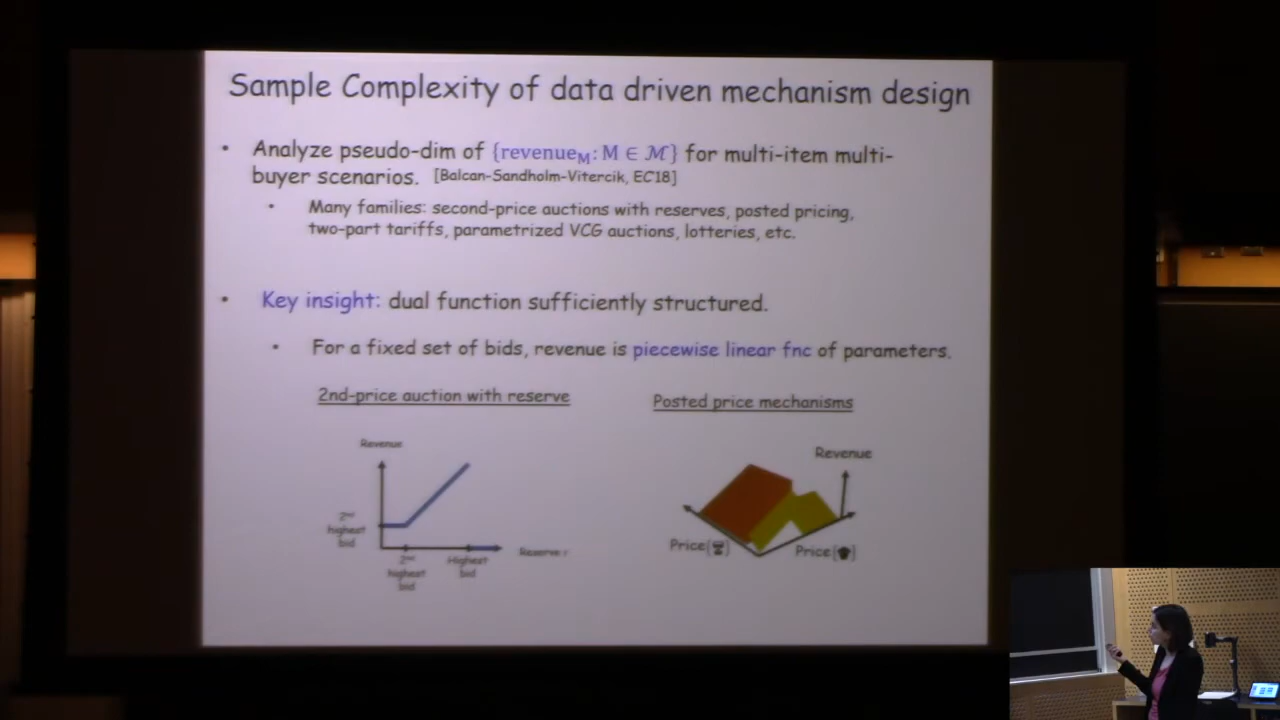 Sample Complexity of data driven mechanism design
• Analyze pseudo-dim of {revenue_M: M ∈ ℳ} for multi-item multi-
buyer scenarios. [Balcan-Sandholm-Vitercik, EC18]
• Many families: second-price auctions with reserves, posted pricing,
two-part tariffs, parametrized VCG auctions, lotteries, etc.
• Key insight: dual function sufficiently structured.
• For a fixed set of bids, revenue is piecewise linear fnc of parameters.
2nd-price auction with reserve
Revenue
2nd
highest
bid
2nd
highest
bid
Highest
bid
Reserve r
Posted price mechanisms
Revenue
Price( )
Price( )